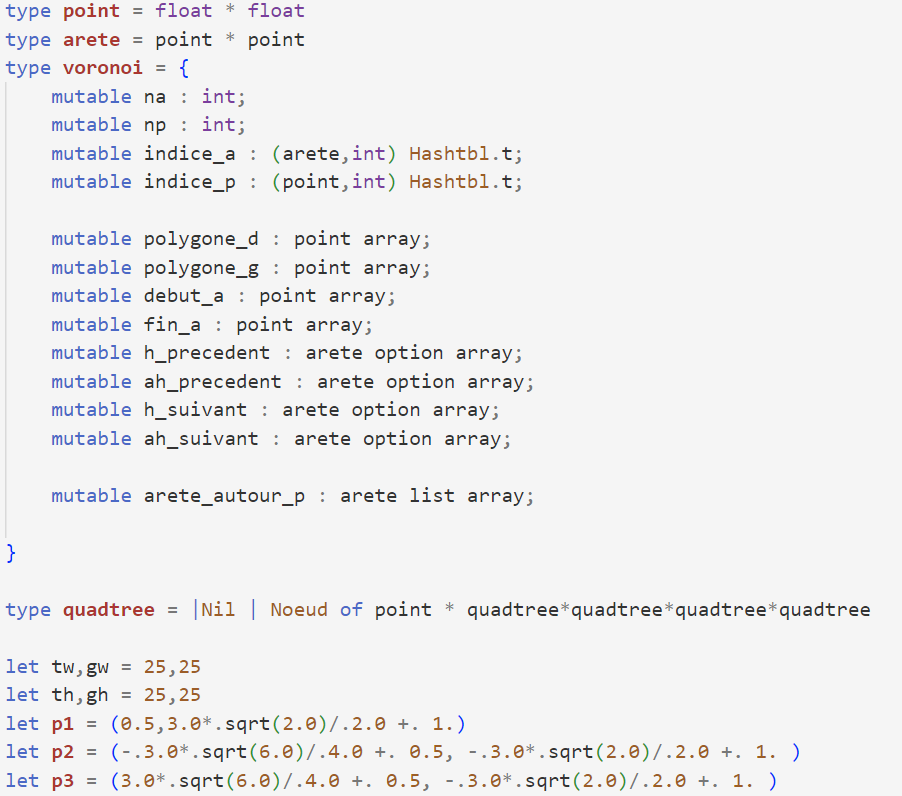 type point = float * float
type arete = point * point
type voronoi = {
    mutable na : int;
    mutable np : int;
    mutable indice_a : (arete,int) Hashtbl.t;
    mutable indice_p : (point,int) Hashtbl.t;
    mutable polygone_d : point array;
    mutable polygone_g : point array;
    mutable debut_a : point array;
    mutable fin_a : point array;
    mutable h_precedent : arete option array;
    mutable ah_precedent : arete option array;
    mutable h_suivant : arete option array;
    mutable ah_suivant : arete option array;
    mutable arete_autour_p : arete list array;
}
type quadtree = |Nil | Noeud of point * quadtree*quadtree*quadtree*quadtree
let tw,gw = 25,25
let th,gh = 25,25
let p1 = (0.5,3.0*.sqrt(2.0)/.2.0 +. 1.)
let p2 = (-.3.0*.sqrt(6.0)/.4.0 +. 0.5, -.3.0*.sqrt(2.0)/.2.0 +. 1. )
let p3 = (3.0*.sqrt(6.0)/.4.0 +. 0.5, -.3.0*.sqrt(2.0)/.2.0 +. 1. )